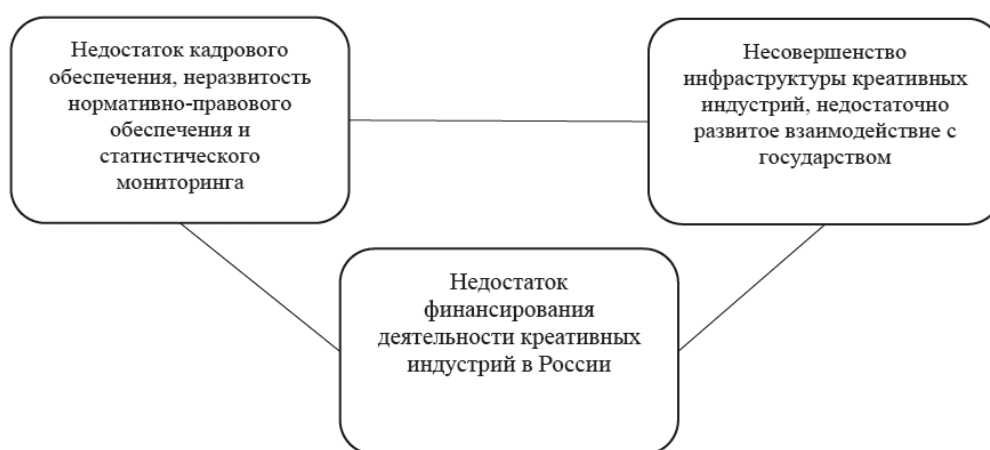 Недостаток кадрового
обеспечения, неразвитость
нормативно-правового
обеспечения и
статистического
мониторинга
Несовершенство
инфраструктуры креативных
индустрий, недостаточно
развитое взаимодействие с
государством
Недостаток
финансирования
деятельности креативных
индустрий в России